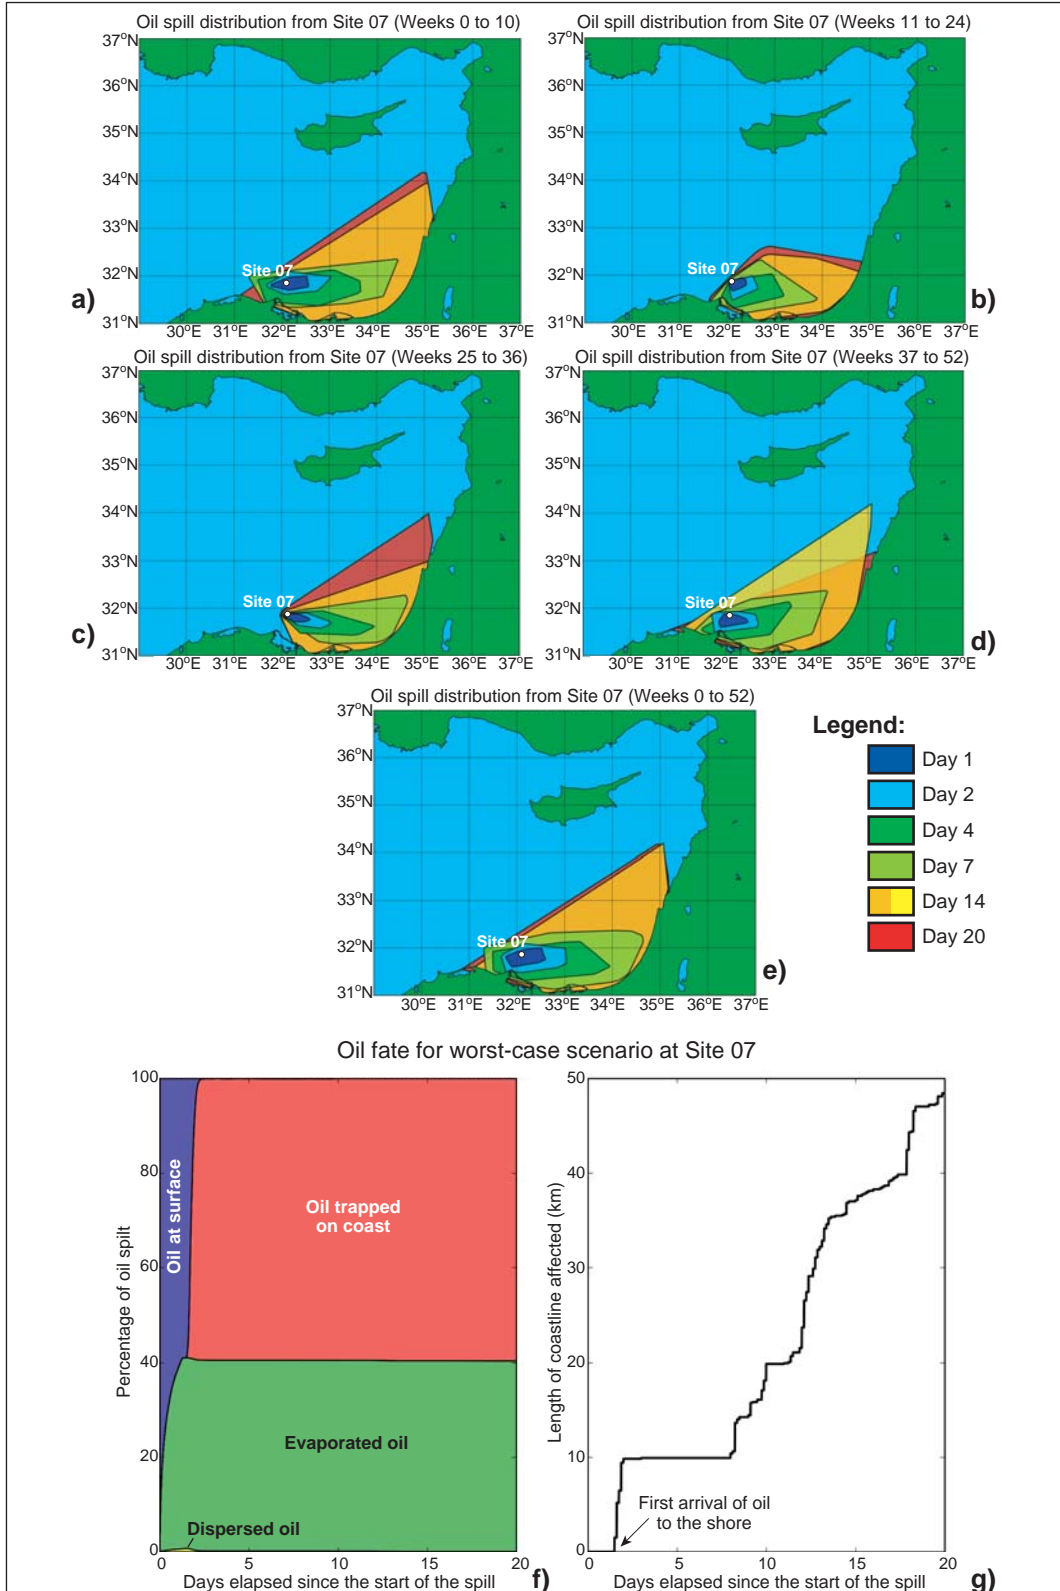 Oil spill distribution from Site 07 (Weeks 0 to 10)
37°N
36°N
35°N
34°N
33°N
32°N
31°N
Site 07
a)
30°E 31°E 32°E 33°E 34°E 35°E 36°E 37°E
Oil spill distribution from Site 07 (Weeks 11 to 24)
37°N
36°N
35°N
34°N
33°N
32°N
31°N
Site 07
b)
30°E 31°E 32°E 33°E 34°E 35°E 36°E 37°E
Oil spill distribution from Site 07 (Weeks 25 to 36)
37°N
36°N
35°N
34°N
33°N
32°N
31°N
Site 07
c)
30°E 31°E 32°E 33°E 34°E 35°E 36°E 37°E
Oil spill distribution from Site 07 (Weeks 37 to 52)
37°N
36°N
35°N
34°N
33°N
32°N
31°N
Site 07
d)
30°E 31°E 32°E 33°E 34°E 35°E 36°E 37°E
Oil spill distribution from Site 07 (Weeks 0 to 52)
37°N
36°N
35°N
34°N
33°N
32°N
31°N
Site 07
e)
30°E 31°E 32°E 33°E 34°E 35°E 36°E 37°E
Legend:
Day 1
Day 2
Day 4
Day 7
Day 14
Day 20
Oil fate for worst-case scenario at Site 07
100
80
60
40
20
0
Percentage of oil spilt
Oil at surface
Oil trapped
on coast
Evaporated oil
Dispersed oil
0 5 10 15 20
Days elapsed since the start of the spill
f)
50
40
30
20
10
0
Length of coastline affected (km)
First arrival of oil
to the shore
0 5 10 15 20
Days elapsed since the start of the spill
g)